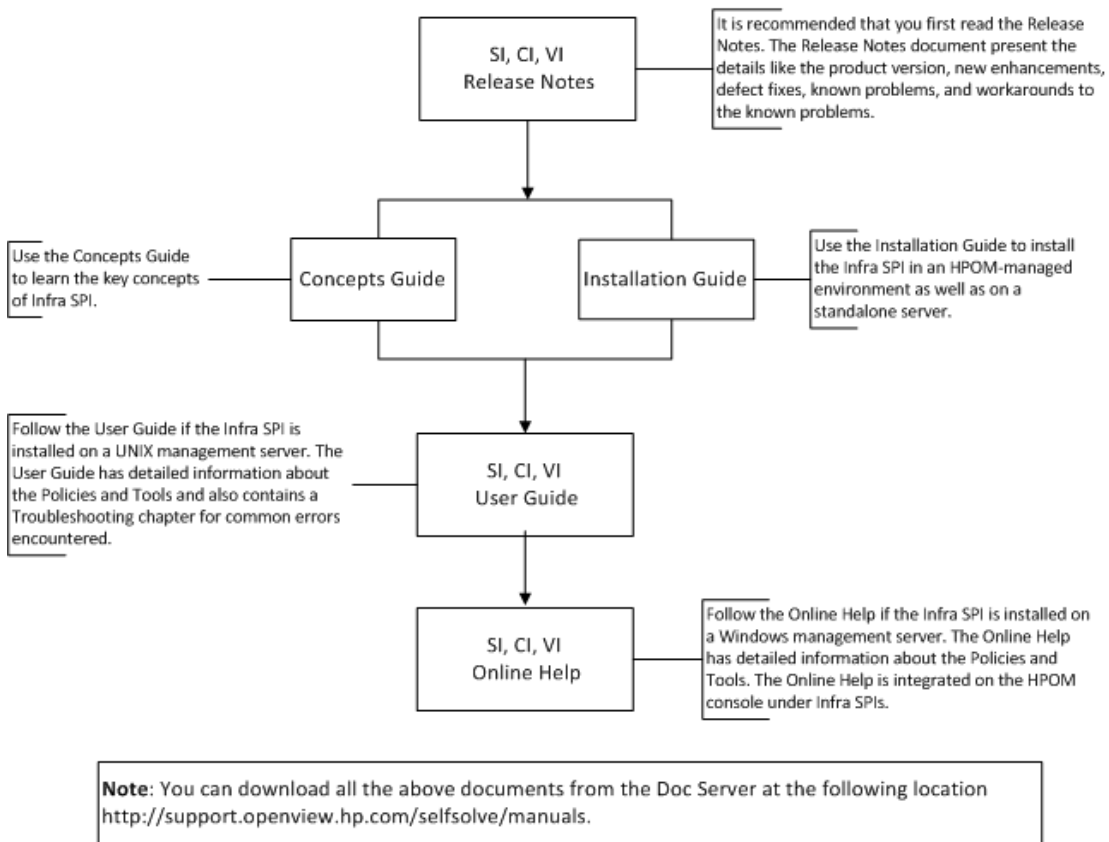 SI, CI, VI
Release Notes
It is recommended that you first read the Release
Notes. The Release Notes document present the
details like the product version, new enhancements,
defect fixes, known problems, and workarounds to
the known problems.
Use the Concepts Guide
to learn the key concepts
of Infra SPI.
Concepts Guide
Installation Guide
Use the Installation Guide to install
the Infra SPI in an HPOM-managed
environment as well as on a
standalone server.
Follow the User Guide if the Infra SPI is
installed on a UNIX management server. The
User Guide has detailed information about
the Policies and Tools and also contains a
Troubleshooting chapter for common errors
encountered.
SI, CI, VI
User Guide
SI, CI, VI
Online Help
Follow the Online Help if the Infra SPI is installed on
a Windows management server. The Online Help
has detailed information about the Policies and
Tools. The Online Help is integrated on the HPOM
console under Infra SPIs.
Note: You can download all the above documents from the Doc Server at the following location
http://support.openview.hp.com/selfsolve/manuals.